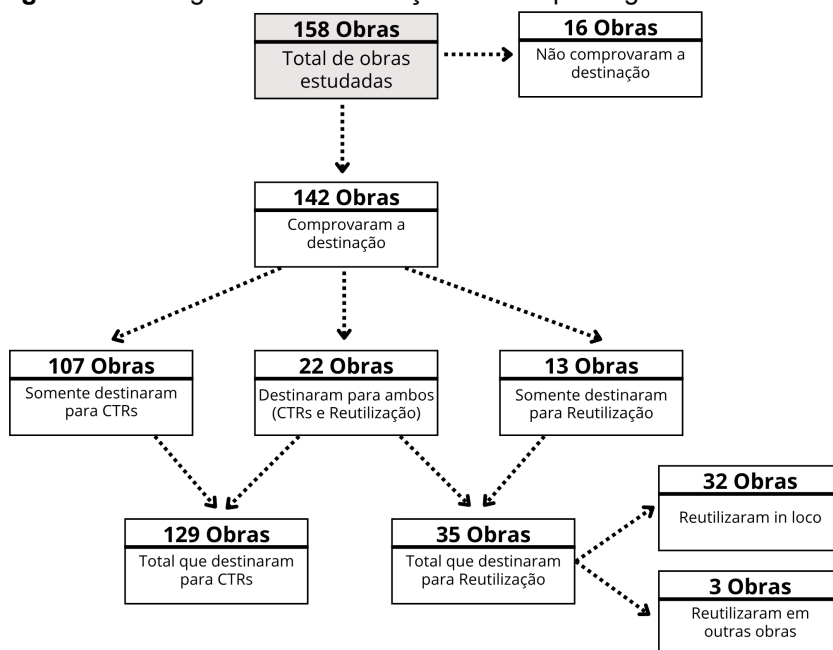 158 Obras
Total de obras
estudadas
16 Obras
Não comprovaram a
destinação
142 Obras
Comprovaram a
destinação
107 Obras
Somente destinaram
para CTRs
22 Obras
Destinaram para ambos
(CTRs e Reutilização)
13 Obras
Somente destinaram
para Reutilização
129 Obras
Total que destinaram
para CTRs
35 Obras
Total que destinaram
para Reutilização
32 Obras
Reutilizaram in loco
3 Obras
Reutilizaram em
outras obras